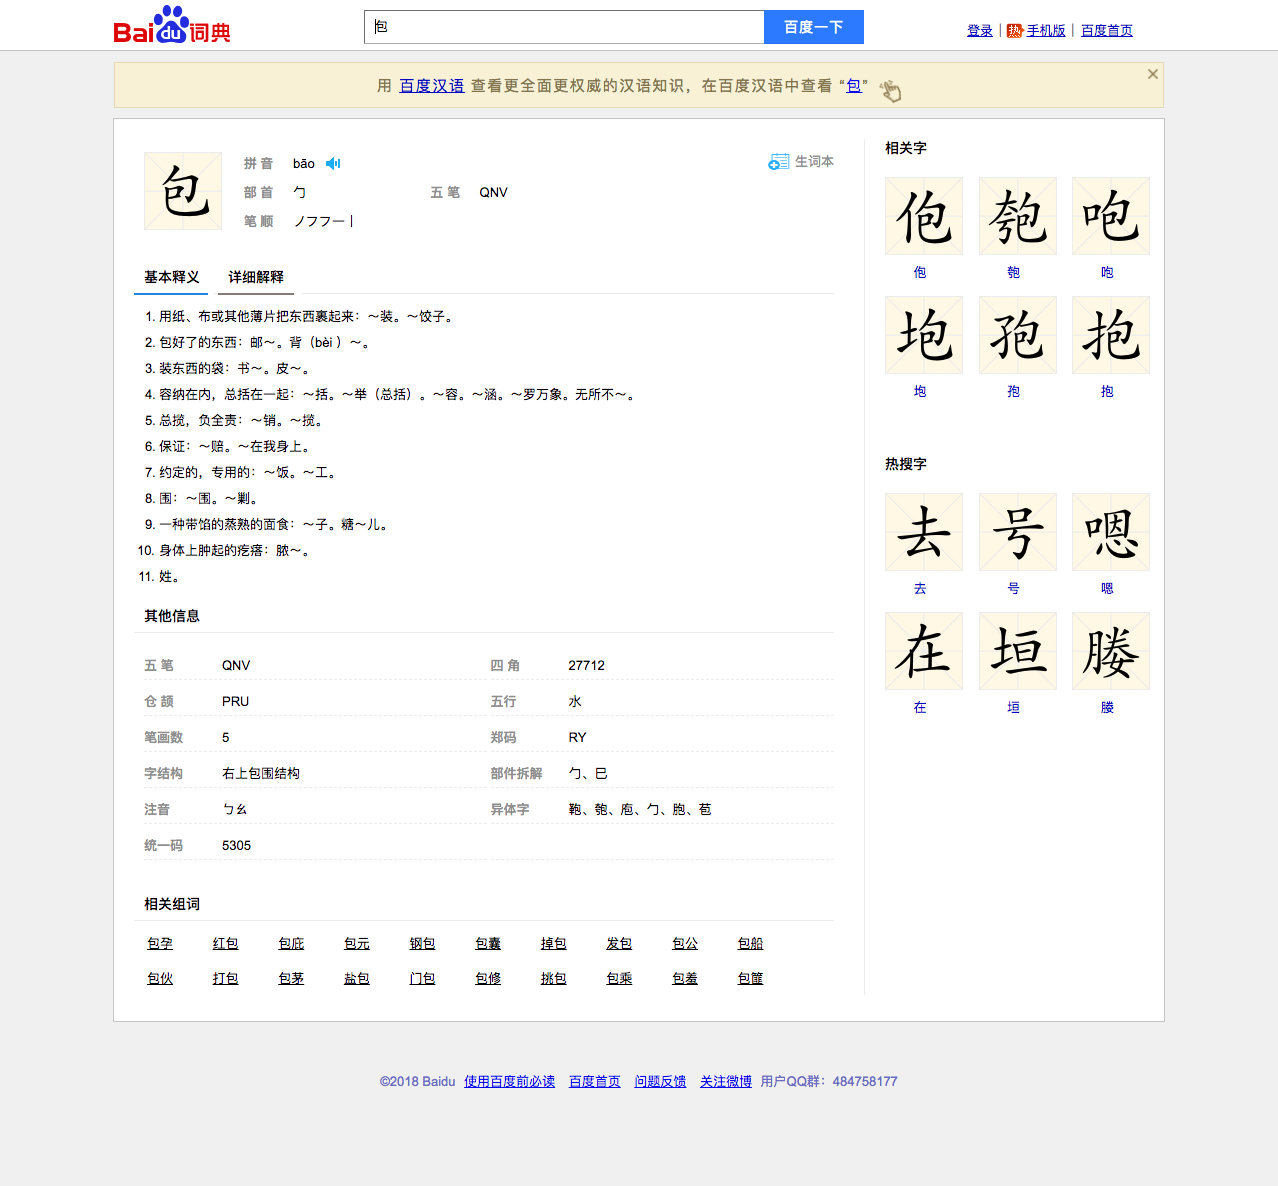 Bai du 词典
包
百度一下
登录 | 热 手机版 | 百度首页
用 百度汉语 查看更全面更权威的汉语知识，在百度汉语中查看 “包”
包
拼 音 bāo
生词本
部 首 勹 五 笔 QNV
笔 顺 ノフフ一丨
基本释义 详细解释
1. 用纸、布或其他薄片把东西裹起来：～装。～饺子。
2. 包好了的东西：邮～。背（bèi ）～。
3. 装东西的袋：书～。皮～。
4. 容纳在内，总括在一起：～括。～举（总括）。～容。～涵。～罗万象。无所不～。
5. 总揽，负全责：～销。～揽。
6. 保证：～赔。～在我身上。
7. 约定的，专用的：～饭。～工。
8. 围：～围。～剿。
9. 一种带馅的蒸熟的面食：～子。糖～儿。
10. 身体上肿起的疙瘩：脓～。
11. 姓。
其他信息
五 笔 QNV 四 角 27712
仓 颉 PRU 五行 水
笔画数 5 郑码 RY
字结构 右上包围结构 部件拆解 勹、巳
注音 ㄅㄠ 异体字 鞄、匏、庖、勹、胞、苞
统一码 5305
相关组词
包孕 红包 包庇 包元 钢包 包囊 掉包 发包 包公 包船
包伙 打包 包茅 盐包 门包 包修 挑包 包乘 包羞 包篚
相关字
佨 匏 咆
佨 匏 咆
垉 孢 抱
垉 孢 抱
热搜字
去 号 嗯
去 号 嗯
在 垣 媵
在 垣 媵
©2018 Baidu 使用百度前必读 百度首页 问题反馈 关注微博 用户QQ群：484758177